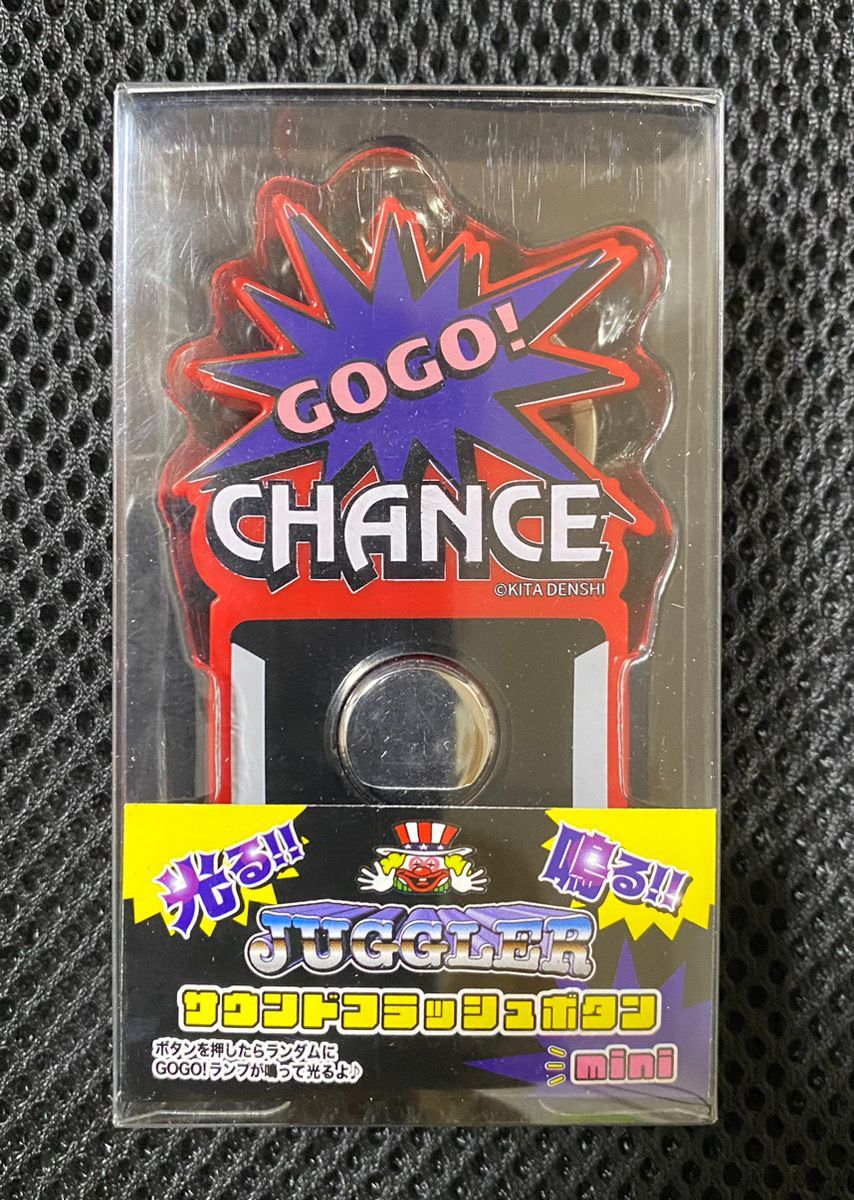 GOGO!
CHANCE
©KITA DENSHI
光る!!
鳴る!!
JUGGLER
サウンドフラッシュボタン
mini
ボタンを押したらランダムに
GOGO!ランプが鳴って光るよ♪